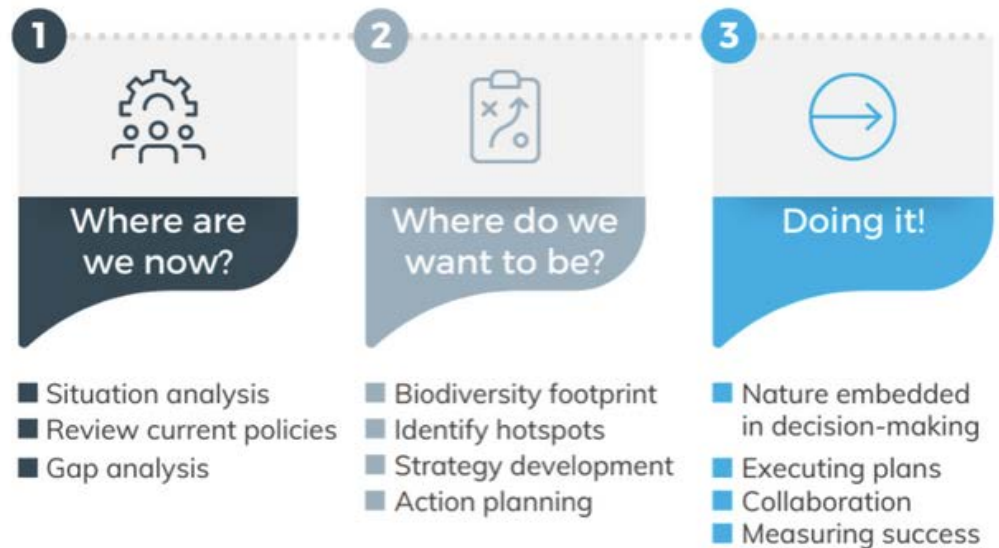 1
Where are
we now?
Situation analysis
Review current policies
Gap analysis
2
Where do we
want to be?
Biodiversity footprint
Identify hotspots
Strategy development
Action planning
3
Doing it!
Nature embedded
in decision-making
Executing plans
Collaboration
Measuring success